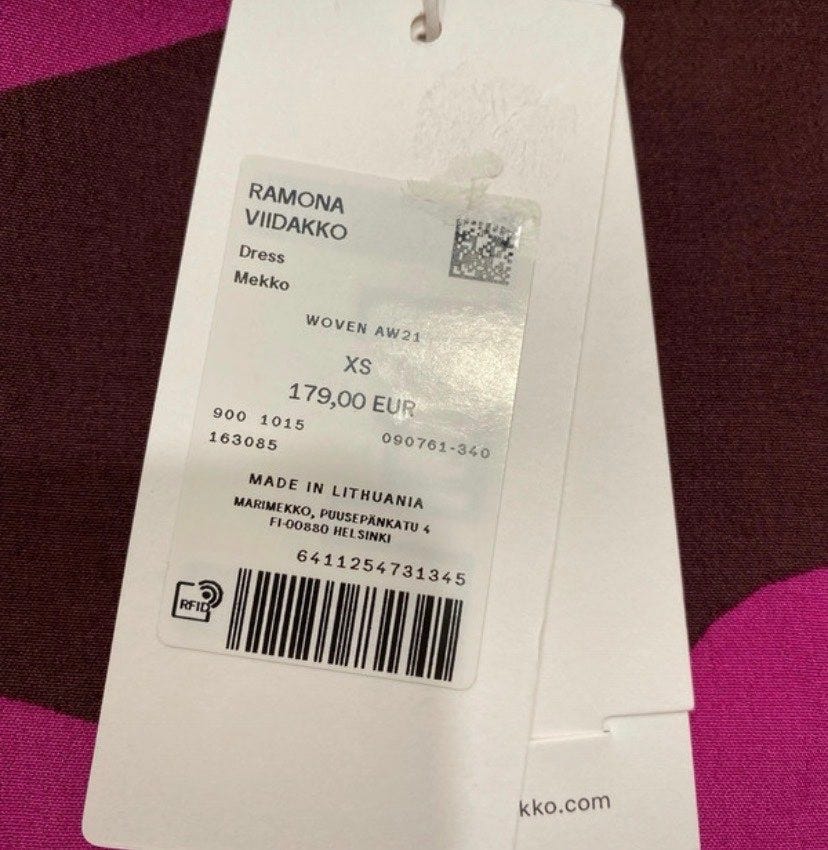 RAMONA
VIIDAKKO
Dress
Mekko
WOVEN AW21
XS
179,00 EUR
900 1015
163085 090761-340
MADE IN LITHUANIA
MARIMEKKO, PUUSEPÄNKATU 4
FI-00880 HELSINKI
6411254731345
RFID
kko.com